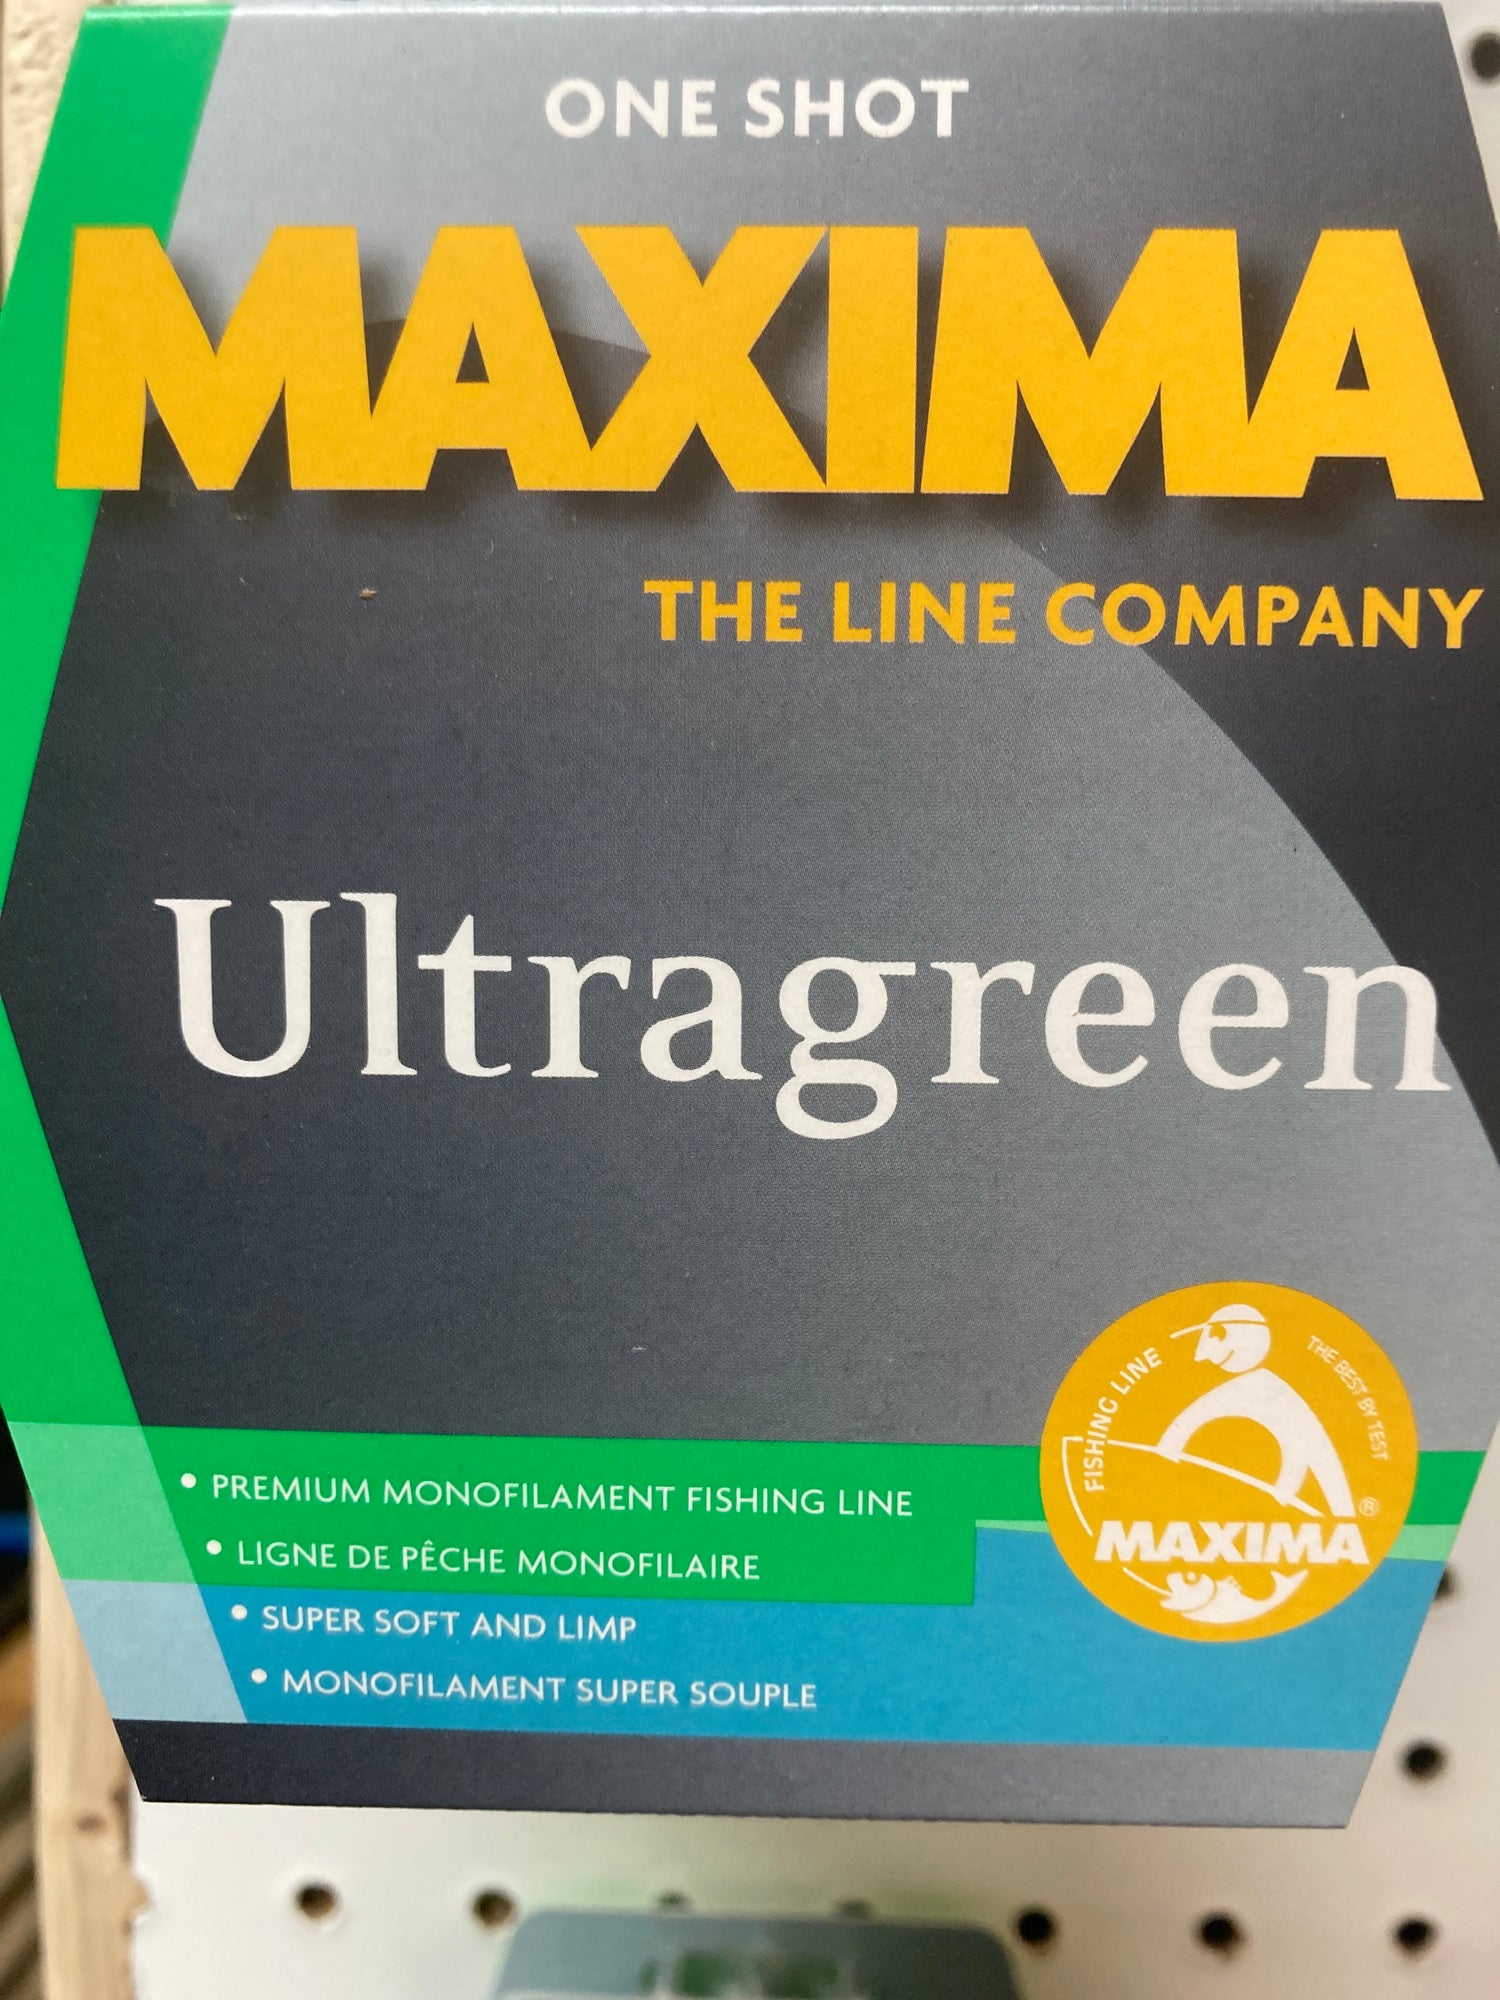 ONE SHOT
MAXIMA
THE LINE COMPANY
Ultragreen
FISHING LINE
THE BEST BY TEST
®
MAXIMA
• PREMIUM MONOFILAMENT FISHING LINE
• LIGNE DE PÊCHE MONOFILAIRE
• SUPER SOFT AND LIMP
• MONOFILAMENT SUPER SOUPLE